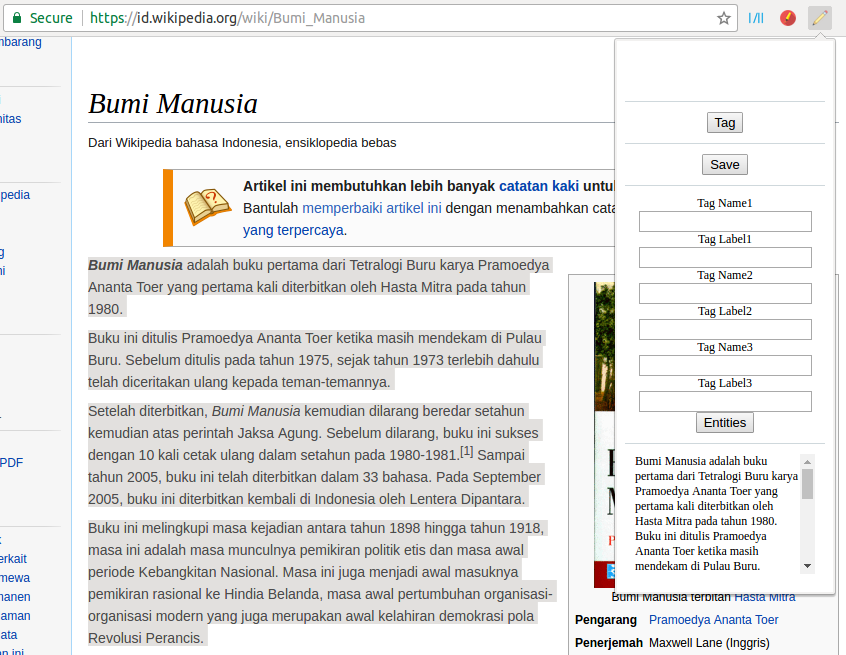 Secure https://id.wikipedia.org/wiki/Bumi_Manusia
I/II
mbarang
itas
pedia
g
ni
PDF
erkait
mewa
manen
aman
ata
n ini
Bumi Manusia
Dari Wikipedia bahasa Indonesia, ensiklopedia bebas
Artikel ini membutuhkan lebih banyak catatan kaki untu
Bantulah memperbaiki artikel ini dengan menambahkan cata
yang terpercaya.
Bumi Manusia adalah buku pertama dari Tetralogi Buru karya Pramoedya
Ananta Toer yang pertama kali diterbitkan oleh Hasta Mitra pada tahun
1980.
Buku ini ditulis Pramoedya Ananta Toer ketika masih mendekam di Pulau
Buru. Sebelum ditulis pada tahun 1975, sejak tahun 1973 terlebih dahulu
telah diceritakan ulang kepada teman-temannya.
Setelah diterbitkan, Bumi Manusia kemudian dilarang beredar setahun
kemudian atas perintah Jaksa Agung. Sebelum dilarang, buku ini sukses
dengan 10 kali cetak ulang dalam setahun pada 1980-1981.[1] Sampai
tahun 2005, buku ini telah diterbitkan dalam 33 bahasa. Pada September
2005, buku ini diterbitkan kembali di Indonesia oleh Lentera Dipantara.
Buku ini melingkupi masa kejadian antara tahun 1898 hingga tahun 1918,
masa ini adalah masa munculnya pemikiran politik etis dan masa awal
periode Kebangkitan Nasional. Masa ini juga menjadi awal masuknya
pemikiran rasional ke Hindia Belanda, masa awal pertumbuhan organisasi-
organisasi modern yang juga merupakan awal kelahiran demokrasi pola
Revolusi Perancis.
Bumi Manusia terbitan Hasta Mitra
Pengarang Pramoedya Ananta Toer
Penerjemah Maxwell Lane (Inggris)
Tag
Save
Tag Name1
Tag Label1
Tag Name2
Tag Label2
Tag Name3
Tag Label3
Entities
Bumi Manusia adalah buku
pertama dari Tetralogi Buru karya
Pramoedya Ananta Toer yang
pertama kali diterbitkan oleh
Hasta Mitra pada tahun 1980.
Buku ini ditulis Pramoedya
Ananta Toer ketika masih
mendekam di Pulau Buru.